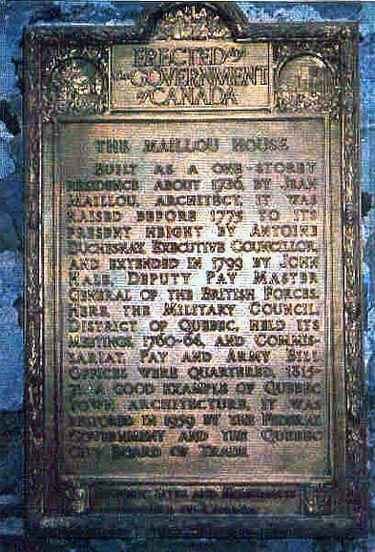 ERECTED by
the GOVERNMENT
of CANADA
THE MAILLOU HOUSE
BUILT AS A ONE-STOREY
RESIDENCE ABOUT 1736, BY JEAN
MAILLOU, ARCHITECT, IT WAS
RAISED BEFORE 1775 TO ITS
PRESENT HEIGHT BY ANTOINE
DUCHESNAY, EXECUTIVE COUNCILLOR,
AND EXTENDED IN 1799 BY JOHN
HALE, DEPUTY PAY MASTER
GENERAL OF THE BRITISH FORCES.
HERE, THE MILITARY COUNCIL,
DISTRICT OF QUEBEC, HELD ITS
MEETINGS, 1760-64, AND COMMIS-
SARIAT, PAY AND ARMY BILL
OFFICES WERE QUARTERED, 1815-
A GOOD EXAMPLE OF QUEBEC
TOWN ARCHITECTURE, IT WAS
RESTORED IN 1959 BY THE FEDERAL
GOVERNMENT AND THE QUEBEC
CITY BOARD OF TRADE
HISTORIC SITES AND MONUMENTS
BOARD OF CANADA